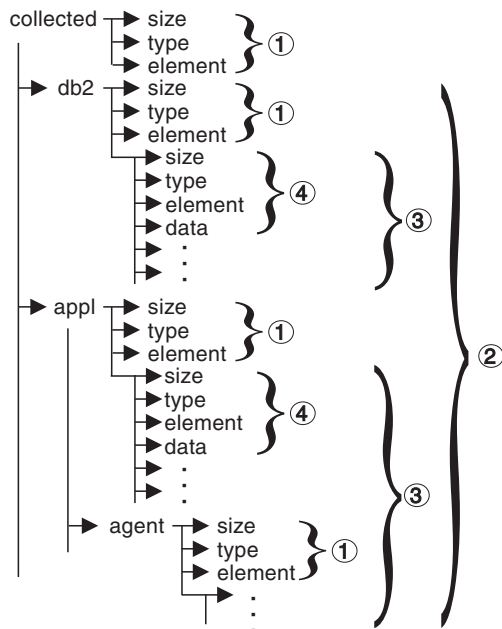 collected size
type ①
element
db2 size
type ①
element
size
type ④
element ③
data
⋮
appl size
type ①
element
②
size
type ④
element
data
⋮
③
agent size
type ①
element
⋮